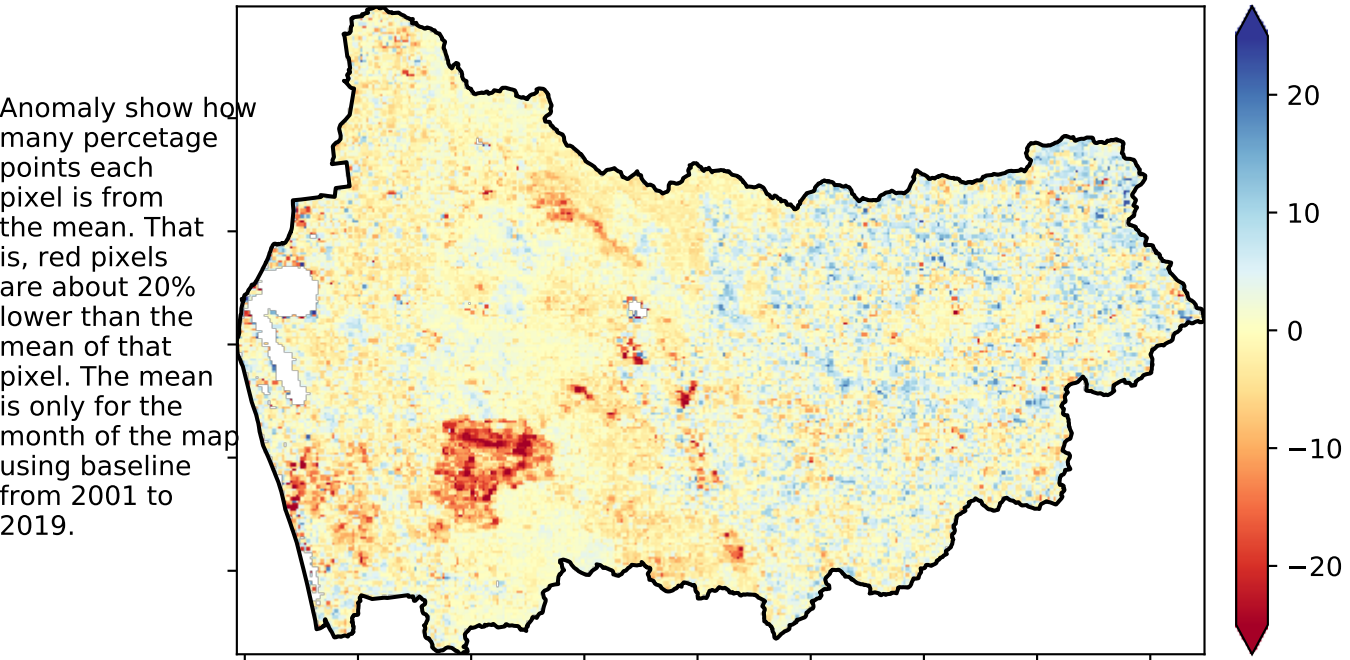 Anomaly show how
many percetage
points each
pixel is from
the mean. That
is, red pixels
are about 20%
lower than the
mean of that
pixel. The mean
is only for the
month of the map
using baseline
from 2001 to
2019.
20
10
0
−10
−20